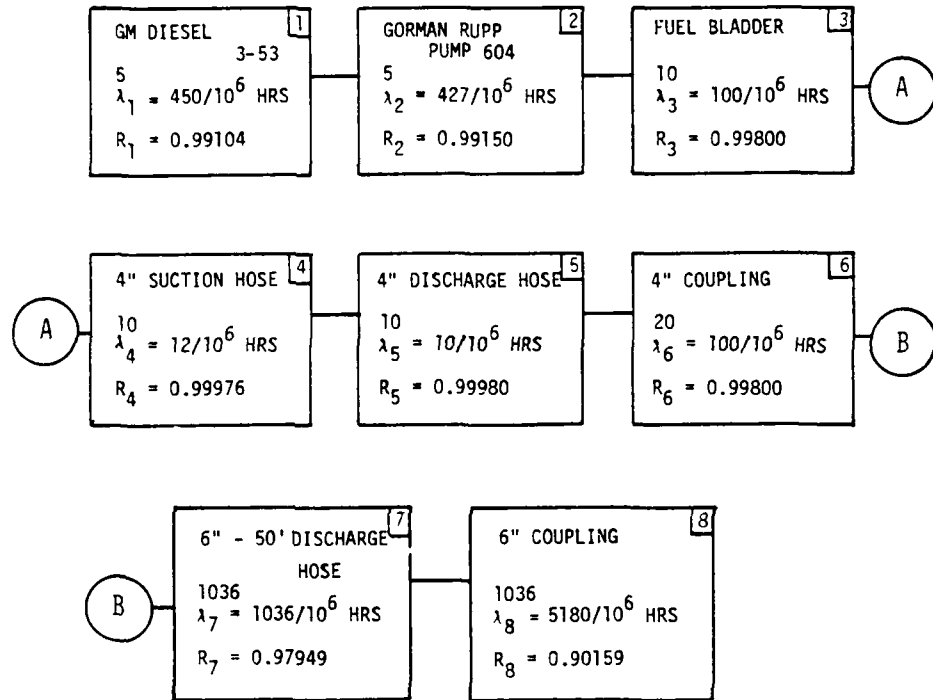 1
GM DIESEL
3-53
5
λ1 = 450/10^6 HRS
R1 = 0.99104
2
GORMAN RUPP
PUMP 604
5
λ2 = 427/10^6 HRS
R2 = 0.99150
3
FUEL BLADDER
10
λ3 = 100/10^6 HRS
R3 = 0.99800
A
A
4
4" SUCTION HOSE
10
λ4 = 12/10^6 HRS
R4 = 0.99976
5
4" DISCHARGE HOSE
10
λ5 = 10/10^6 HRS
R5 = 0.99980
6
4" COUPLING
20
λ6 = 100/10^6 HRS
R6 = 0.99800
B
B
7
6" - 50' DISCHARGE
HOSE
1036
λ7 = 1036/10^6 HRS
R7 = 0.97949
8
6" COUPLING
1036
λ8 = 5180/10^6 HRS
R8 = 0.90159